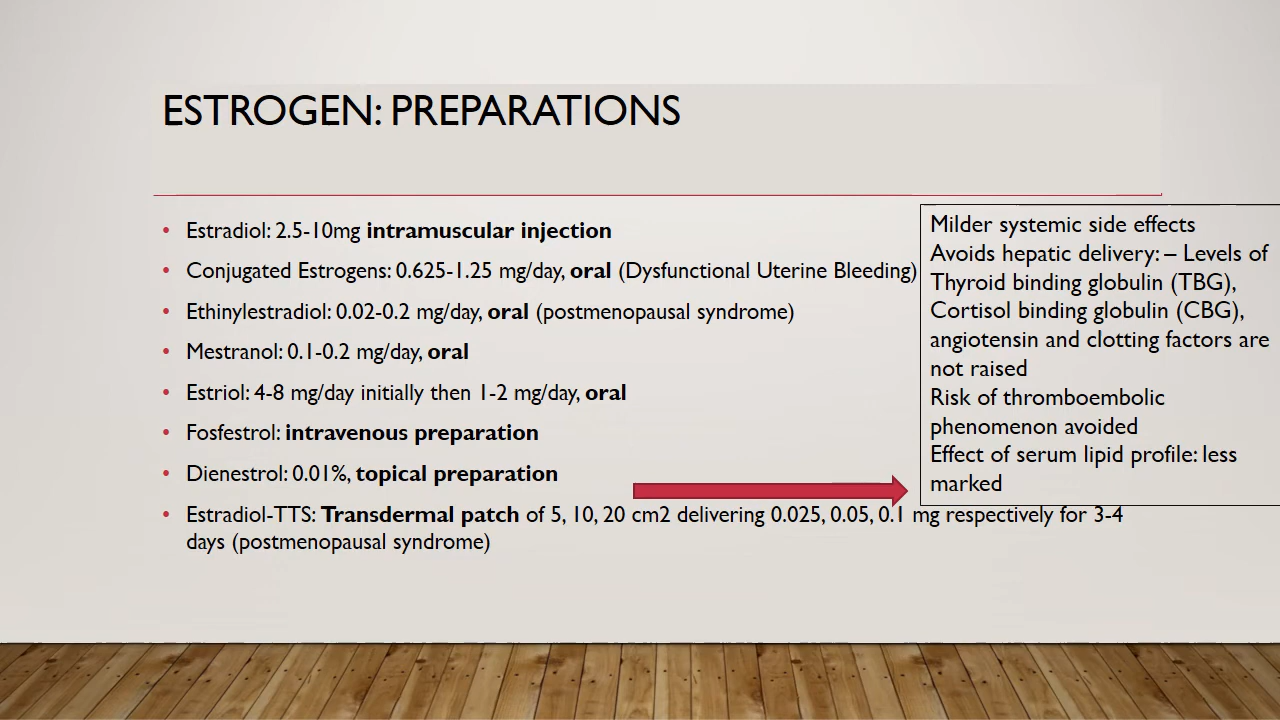 ESTROGEN: PREPARATIONS
• Estradiol: 2.5-10mg intramuscular injection
• Conjugated Estrogens: 0.625-1.25 mg/day, oral (Dysfunctional Uterine Bleeding)
• Ethinylestradiol: 0.02-0.2 mg/day, oral (postmenopausal syndrome)
• Mestranol: 0.1-0.2 mg/day, oral
• Estriol: 4-8 mg/day initially then 1-2 mg/day, oral
• Fosfestrol: intravenous preparation
• Dienestrol: 0.01%, topical preparation
• Estradiol-TTS: Transdermal patch of 5, 10, 20 cm2 delivering 0.025, 0.05, 0.1 mg respectively for 3-4
days (postmenopausal syndrome)
Milder systemic side effects
Avoids hepatic delivery: – Levels of
Thyroid binding globulin (TBG),
Cortisol binding globulin (CBG),
angiotensin and clotting factors are
not raised
Risk of thromboembolic
phenomenon avoided
Effect of serum lipid profile: less
marked